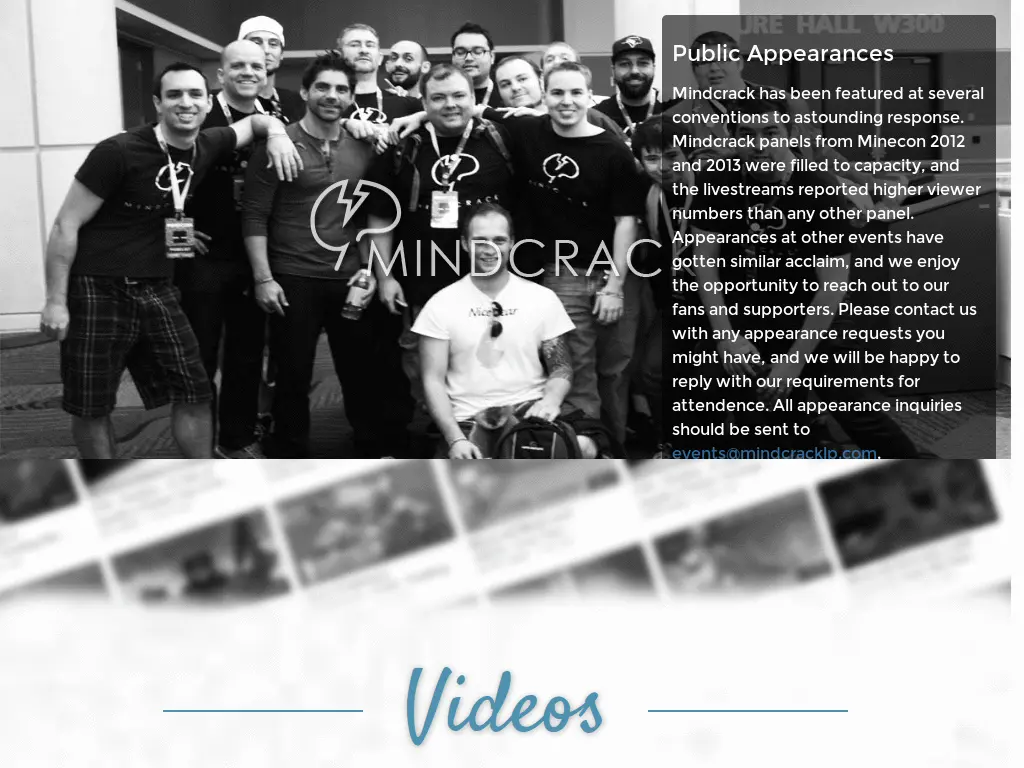 URE HALL W300
Public Appearances
Mindcrack has been featured at several
conventions to astounding response.
Mindcrack panels from Minecon 2012
and 2013 were filled to capacity, and
the livestreams reported higher viewer
numbers than any other panel.
Appearances at other events have
gotten similar acclaim, and we enjoy
the opportunity to reach out to our
fans and supporters. Please contact us
with any appearance requests you
might have, and we will be happy to
reply with our requirements for
attendence. All appearance inquiries
should be sent to
events@mindcracklp.com.
MINDCRAC
Videos